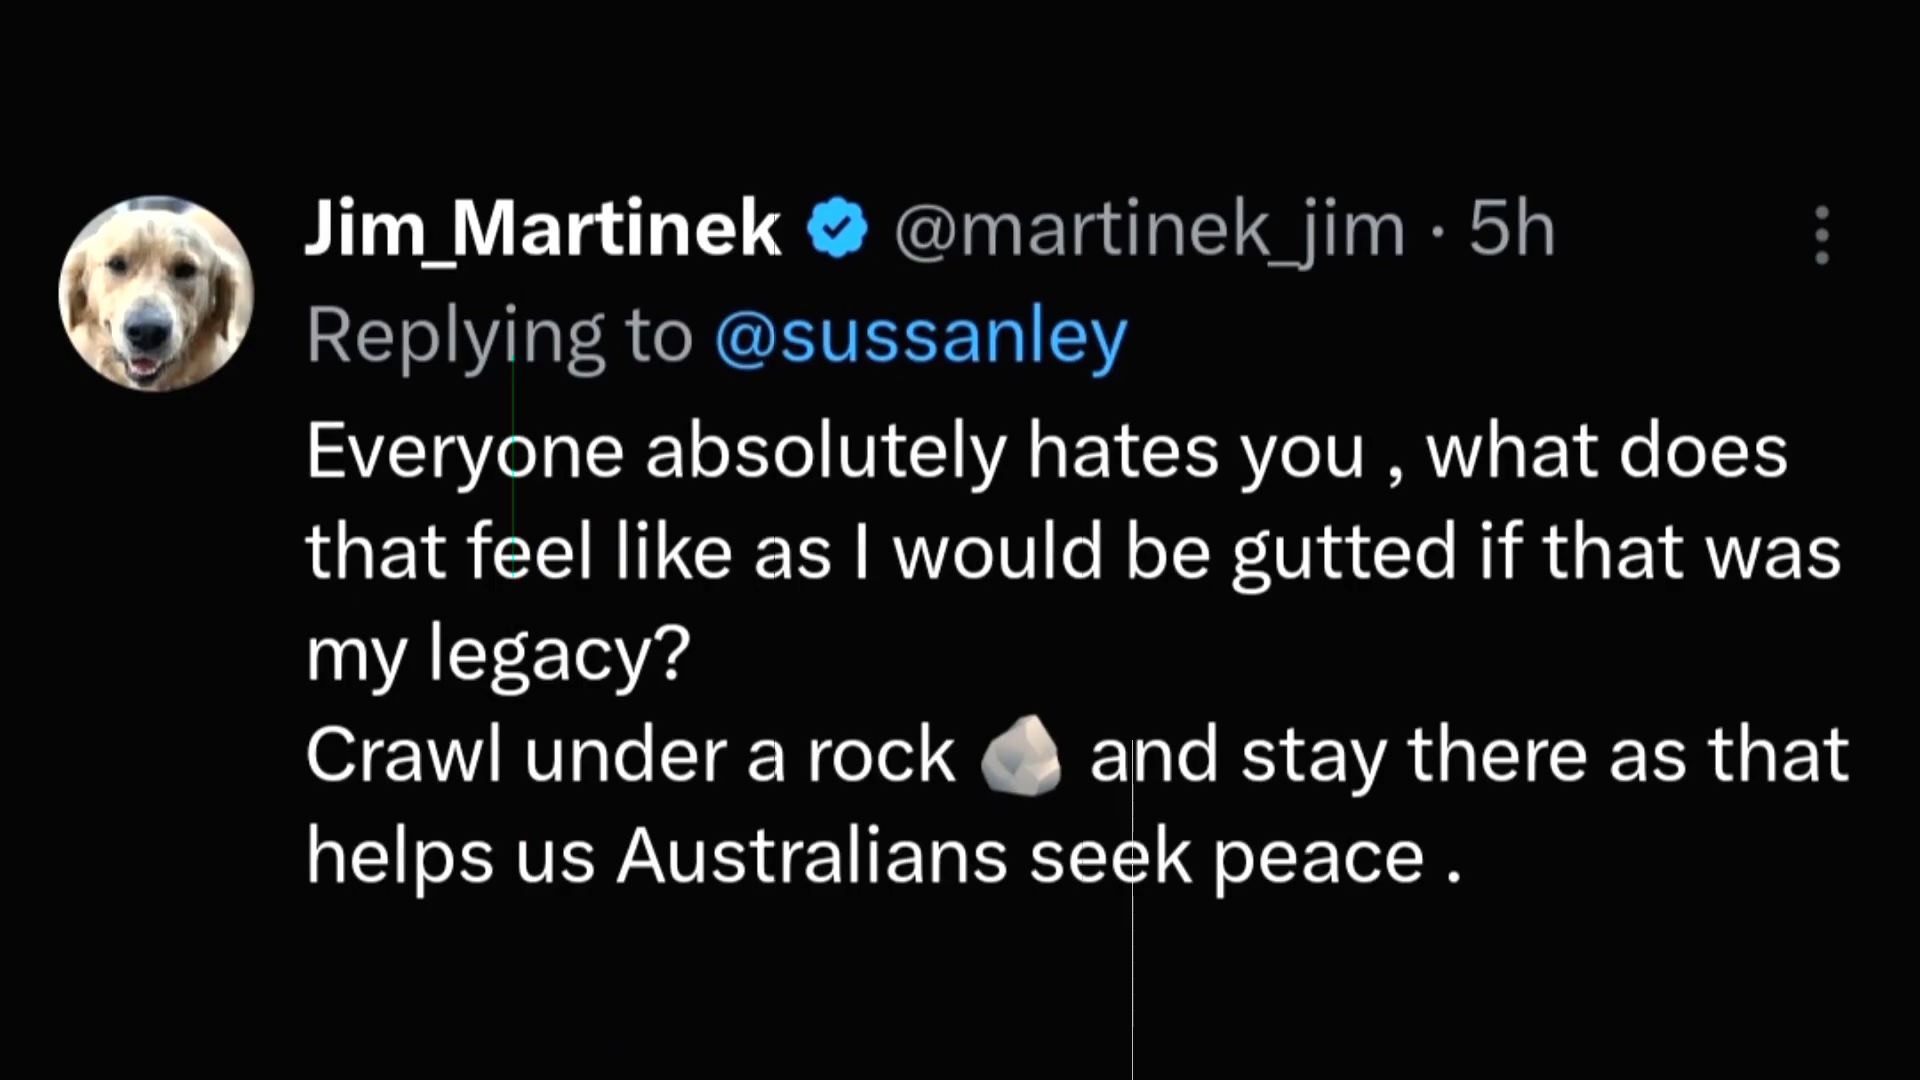 Jim_Martinek @martinek_jim · 5h
Replying to @sussanley
Everyone absolutely hates you , what does
that feel like as I would be gutted if that was
my legacy?
Crawl under a rock 🪨 and stay there as that
helps us Australians seek peace .